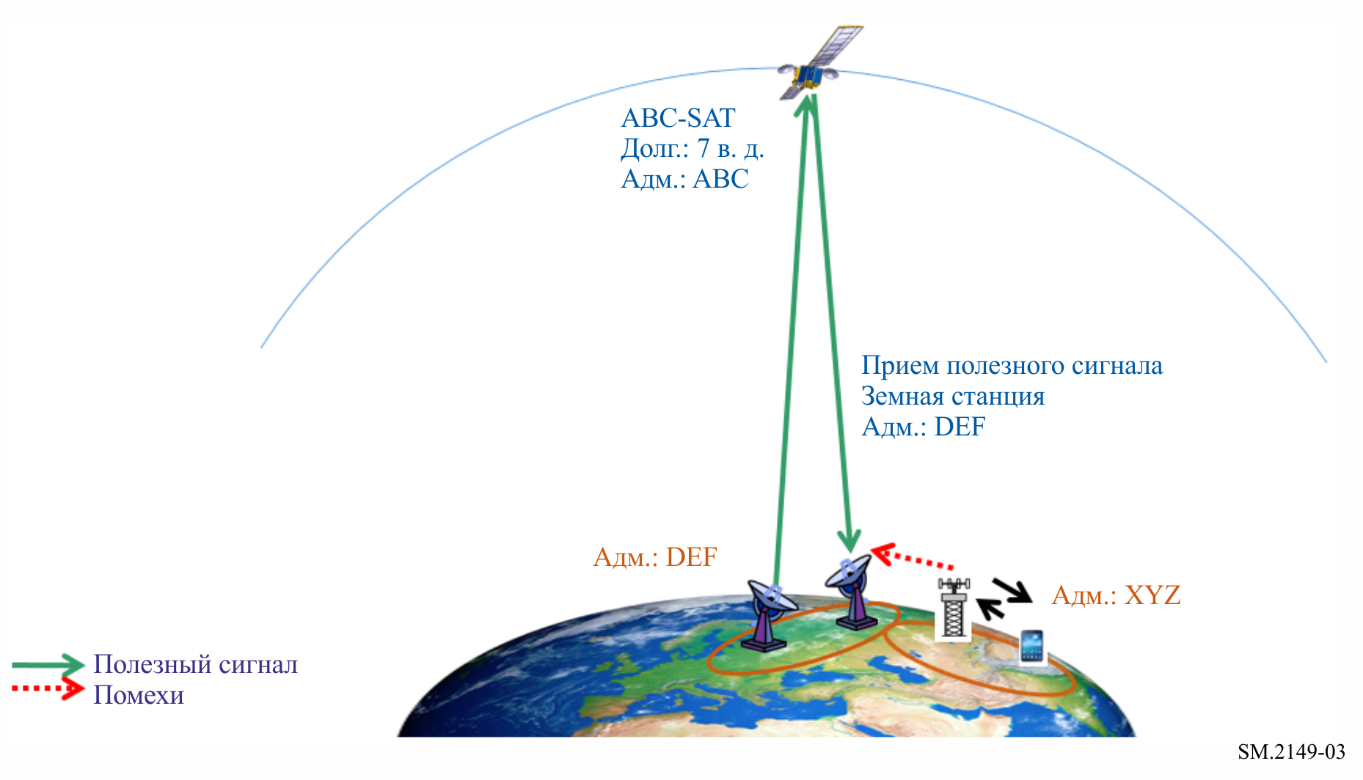 ABC-SAT
Долг.: 7 в. д.
Адм.: ABC
Прием полезного сигнала
Земная станция
Адм.: DEF
Адм.: DEF
Адм.: XYZ
Полезный сигнал
Помехи
SM.2149-03